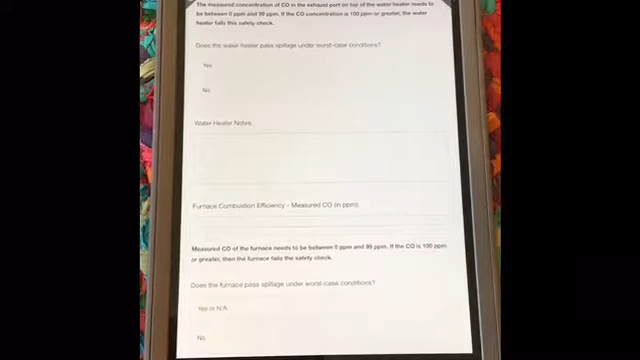 The measured concentration of CO in the exhaust port on top of the water heater needs to
be between 0 ppm and 99 ppm. If the CO concentration is 100 ppm or greater, the water
heater fails this safety check.
Does the water heater pass spillage under worst-case conditions?
Yes
No
Water Heater Notes:
Furnace Combustion Efficiency - Measured CO (in ppm):
Measured CO of the furnace needs to be between 0 ppm and 99 ppm. If the CO is 100 ppm
or greater, then the furnace fails the safety check.
Does the furnace pass spillage under worst-case conditions?
Yes or N/A
No